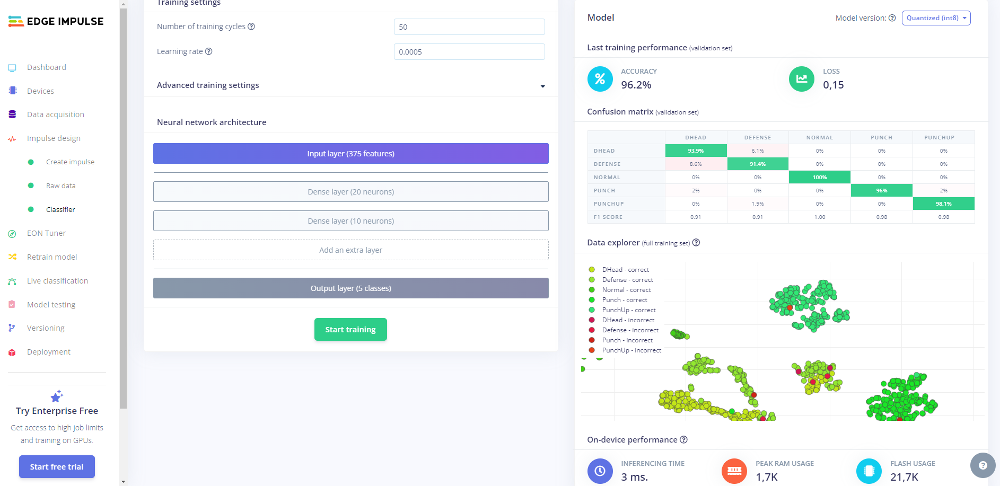 EDGE IMPULSE
Dashboard
Devices
Data acquisition
Impulse design
Create impulse
Raw data
Classifier
EON Tuner
Retrain model
Live classification
Model testing
Versioning
Deployment
Try Enterprise Free
Get access to high job limits
and training on GPUs.
Start free trial
Training settings
Number of training cycles ?
50
Learning rate ?
0.0005
Advanced training settings
Neural network architecture
Input layer (375 features)
Dense layer (20 neurons)
Dense layer (10 neurons)
Add an extra layer
Output layer (5 classes)
Start training
Model
Model version: ? Quantized (int8)
Last training performance (validation set)
% ACCURACY
96.2%
LOSS
0,15
Confusion matrix (validation set)
DHEAD DEFENSE NORMAL PUNCH PUNCHUP
DHEAD 93.9% 6.1% 0% 0% 0%
DEFENSE 8.6% 91.4% 0% 0% 0%
NORMAL 0% 0% 100% 0% 0%
PUNCH 2% 0% 0% 96% 2%
PUNCHUP 0% 1.9% 0% 0% 98.1%
F1 SCORE 0.91 0.91 1.00 0.98 0.98
Data explorer (full training set) ?
DHead - correct
Defense - correct
Normal - correct
Punch - correct
PunchUp - correct
DHead - incorrect
Defense - incorrect
Punch - incorrect
PunchUp - incorrect
On-device performance ?
INFERENCING TIME
3 ms.
PEAK RAM USAGE
1,7K
FLASH USAGE
21,7K
?